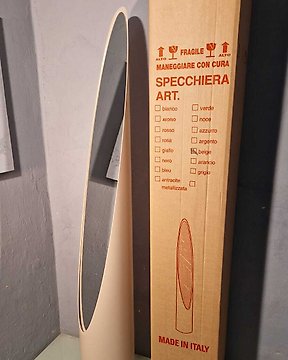 FRAGILE
ALTO ALTO
MANEGGIARE CON CURA
SPECCHIERA
ART.
bianco verde
avorio noce
rosso azzurro
rosa argento
giallo beige
nero arancio
bleu grigio
antracite
metallizzata
MADE IN ITALY